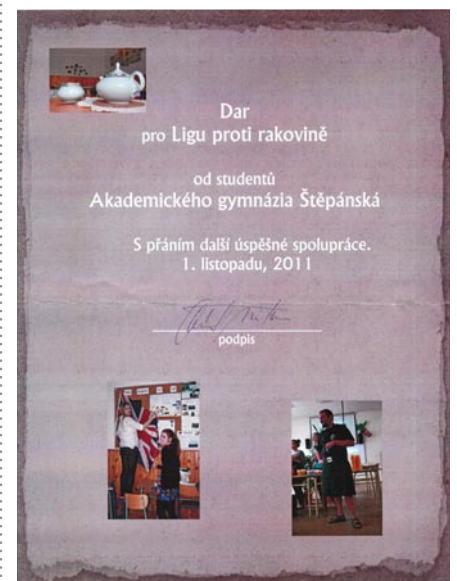 Dar
pro Ligu proti rakovině
od studentů
Akademického gymnázia Štěpánská
S přáním další úspěšné spolupráce.
1. listopadu, 2011
podpis